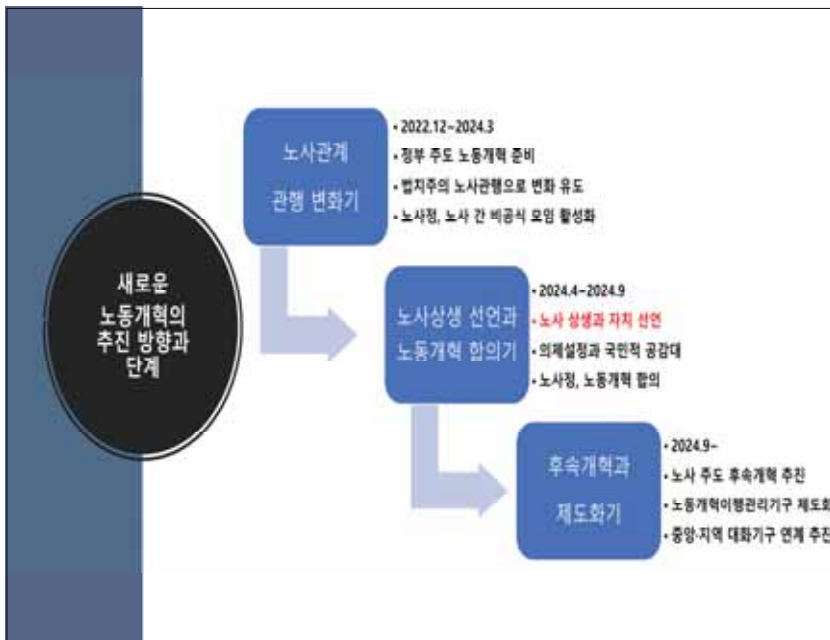 새로운
노동개혁의
추진 방향과
단계
노사관계
관행 변화기
• 2022.12~2024.3
• 정부 주도 노동개혁 준비
• 법치주의 노사관행으로 변화 유도
• 노사정, 노사 간 비공식 모임 활성화
노사상생 선언과
노동개혁 합의기
• 2024.4~2024.9
• 노사 상생과 자치 선언
• 의제설정과 국민적 공감대
• 노사정, 노동개혁 합의
후속개혁과
제도화기
• 2024.9~
• 노사 주도 후속개혁 추진
• 노동개혁이행관리기구 제도화
• 중앙·지역 대화기구 연계 추진